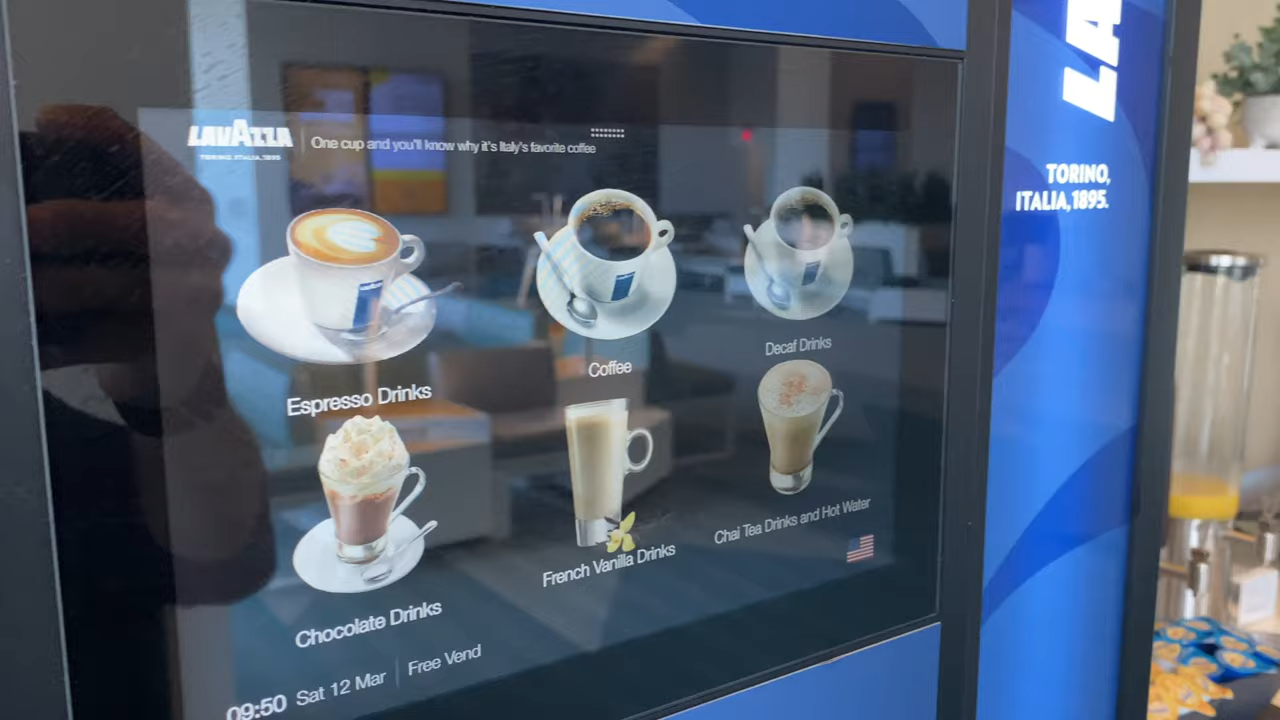 LAVAZZA
TORINO, ITALIA, 1895
One cup and you'll know why it's Italy's favorite coffee
Espresso Drinks
Coffee
Decaf Drinks
Chocolate Drinks
French Vanilla Drinks
Chai Tea Drinks and Hot Water
09:50 Sat 12 Mar | Free Vend
LA
TORINO,
ITALIA, 1895.